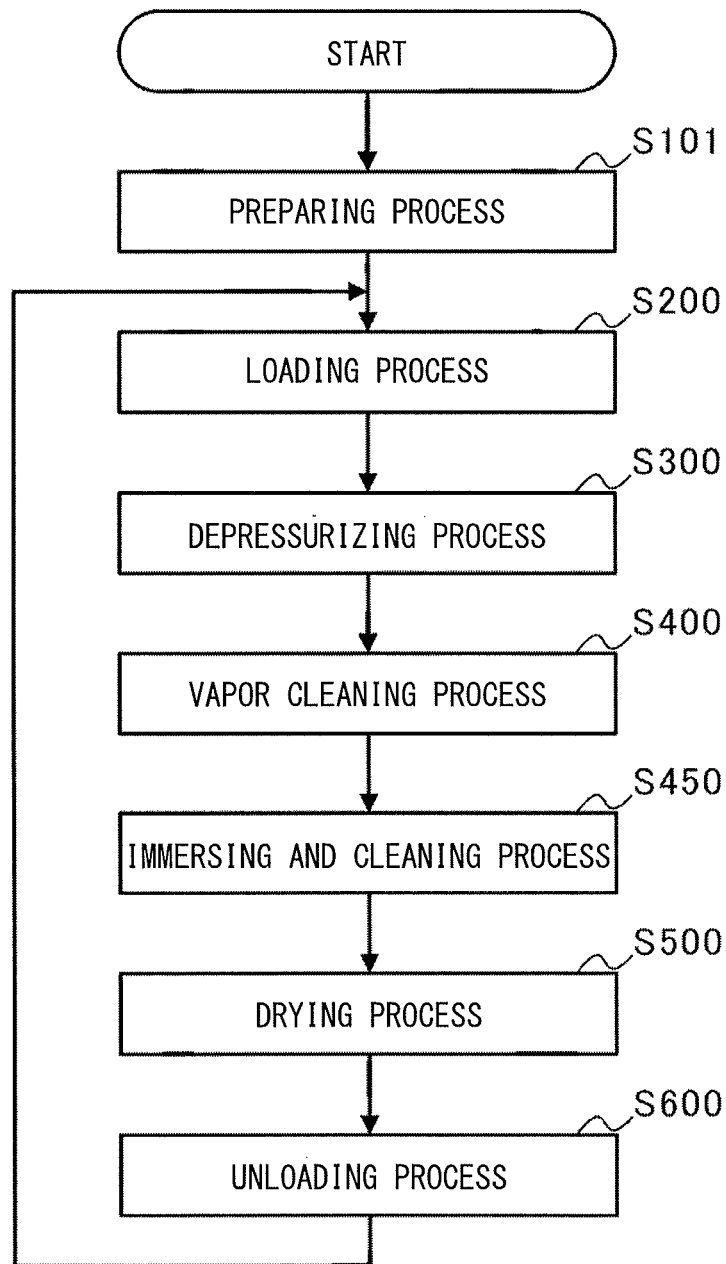 START
S101
PREPARING PROCESS
S200
LOADING PROCESS
S300
DEPRESSURIZING PROCESS
S400
VAPOR CLEANING PROCESS
S450
IMMERSING AND CLEANING PROCESS
S500
DRYING PROCESS
S600
UNLOADING PROCESS